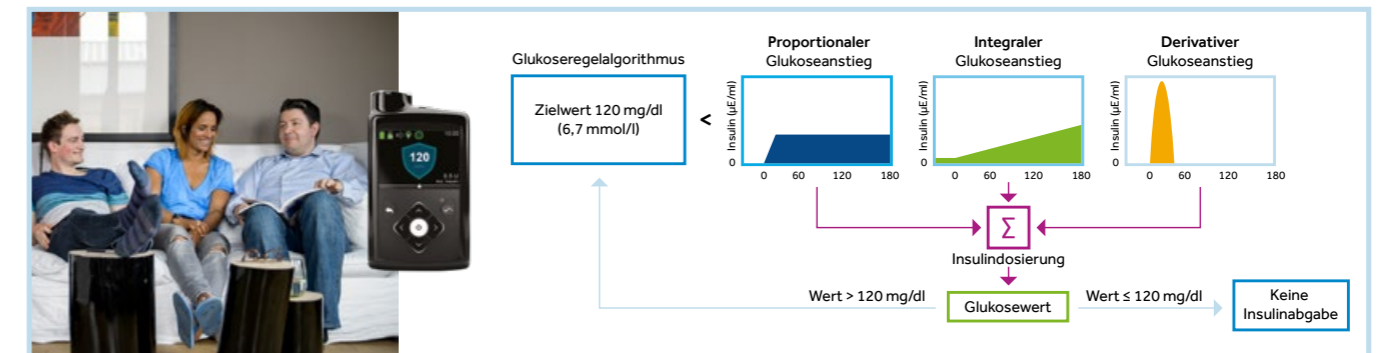 Glukoseregelalgorithmus
Zielwert 120 mg/dl
(6,7 mmol/l)
<
Proportionaler
Glukoseanstieg
Insulin (µE/ml)
0
0 60 120 180
Integraler
Glukoseanstieg
Insulin (µE/ml)
0
0 60 120 180
Derivativer
Glukoseanstieg
Insulin (µE/ml)
0
0 60 120 180
∑
Insulindosierung
Wert > 120 mg/dl
Glukosewert
Wert ≤ 120 mg/dl
Keine
Insulinabgabe
120